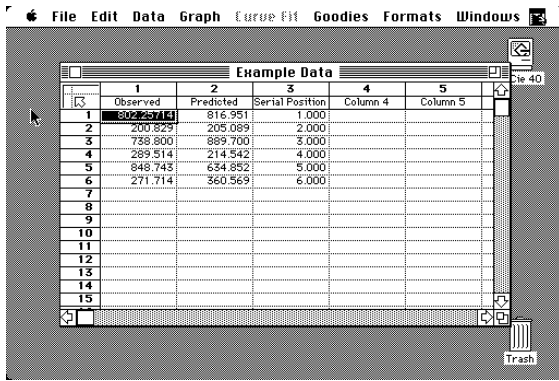 File Edit Data Graph Curve Fit Goodies Formats Windows
Example Data
Cie 40
1 2 3 4 5
Observed Predicted Serial Position Column 4 Column 5
1 802.25714 816.951 1.000
2 200.829 205.089 2.000
3 738.800 889.700 3.000
4 289.514 214.542 4.000
5 848.743 634.852 5.000
6 271.714 360.569 6.000
7
8
9
10
11
12
13
14
15
Trash